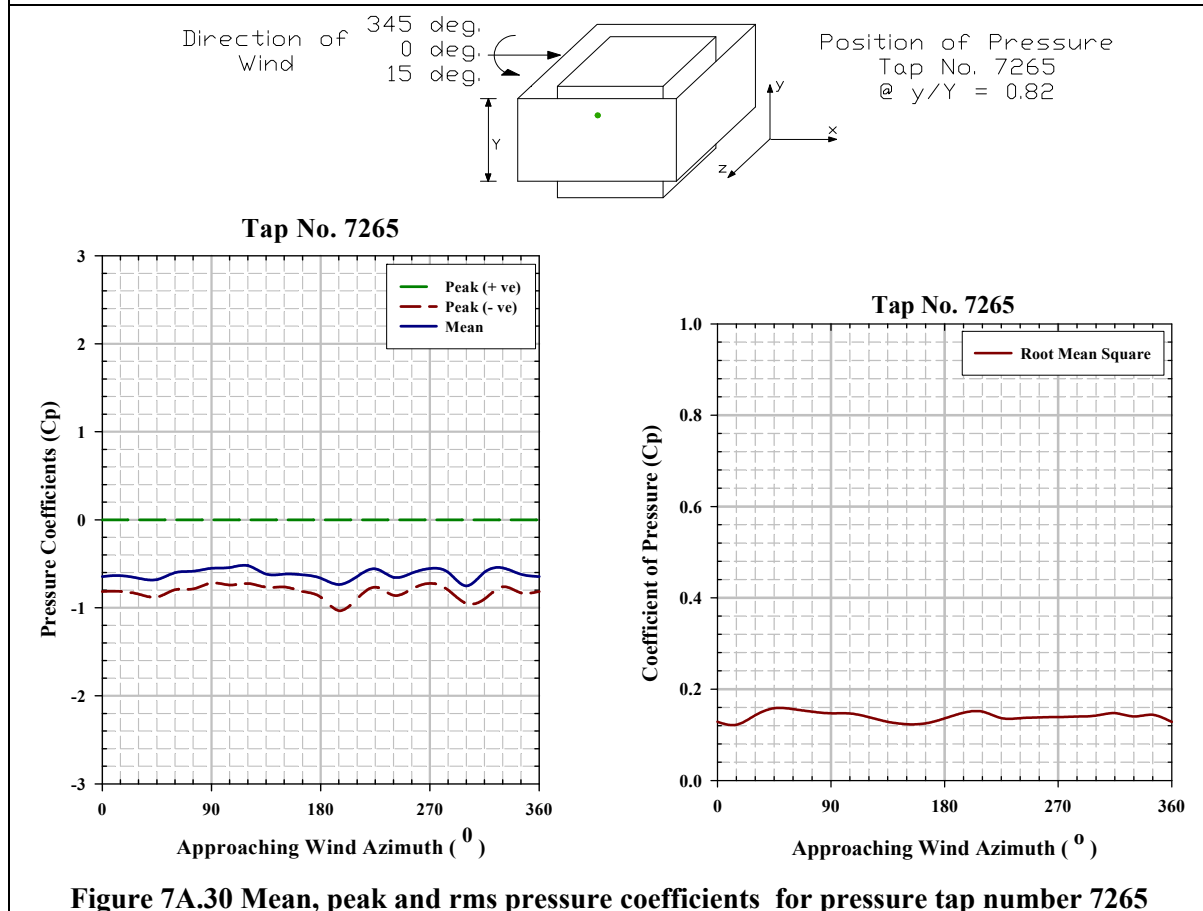 Direction of
Wind
345 deg.
0 deg.
15 deg.
Position of Pressure
Tap No. 7265
@ y/Y = 0.82
Y
y
x
z
Tap No. 7265
Peak (+ ve)
Peak (- ve)
Mean
3
2
1
0
-1
-2
-3
Pressure Coefficients (Cp)
0 90 180 270 360
Approaching Wind Azimuth ( 0 )
Tap No. 7265
Root Mean Square
1.0
0.8
0.6
0.4
0.2
0.0
Coefficient of Pressure (Cp)
0 90 180 270 360
Approaching Wind Azimuth ( o )
Figure 7A.30 Mean, peak and rms pressure coefficients for pressure tap number 7265